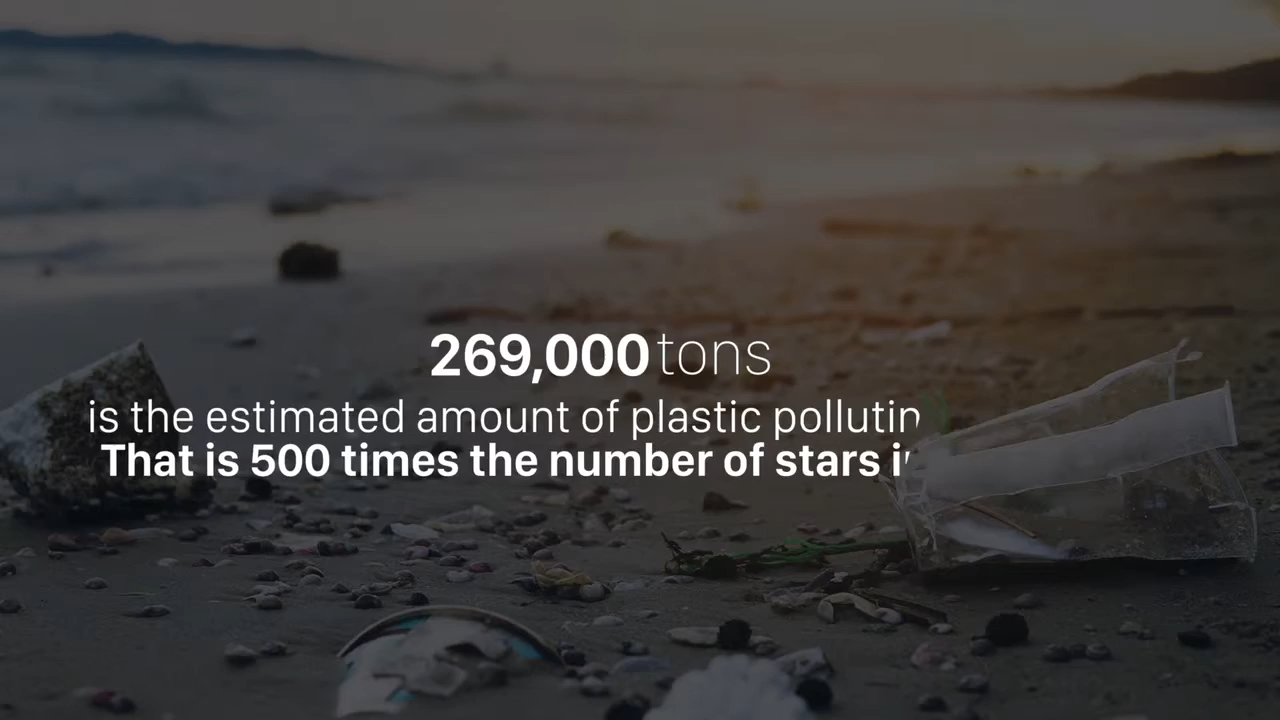 269,000 tons
is the estimated amount of plastic pollutin
That is 500 times the number of stars i